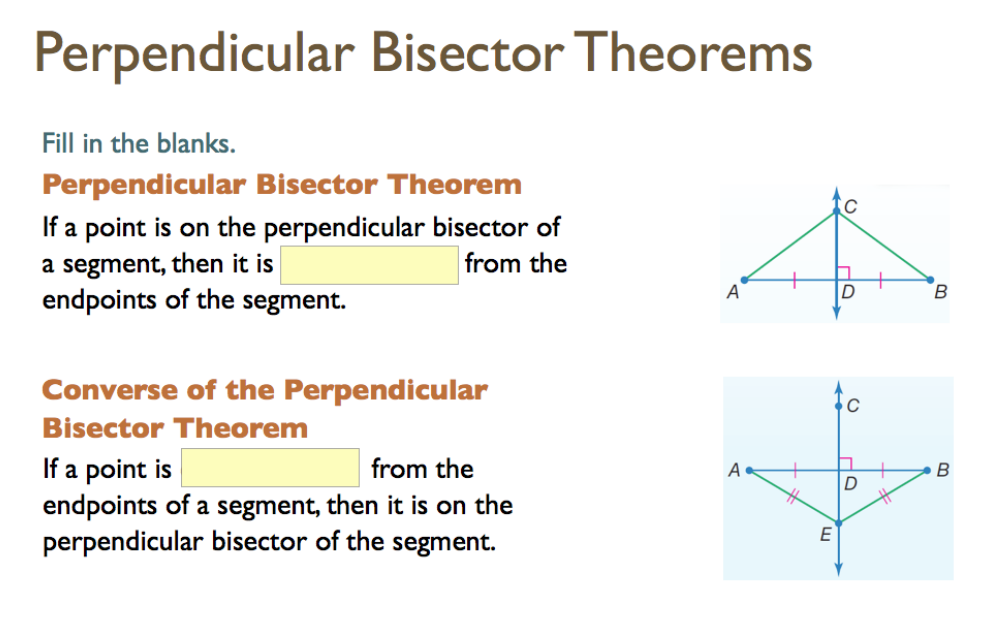 Perpendicular Bisector Theorems
Fill in the blanks.
Perpendicular Bisector Theorem
If a point is on the perpendicular bisector of
a segment, then it is from the
endpoints of the segment.
C
A D B
Converse of the Perpendicular
Bisector Theorem
If a point is from the
endpoints of a segment, then it is on the
perpendicular bisector of the segment.
C
A B
D
E